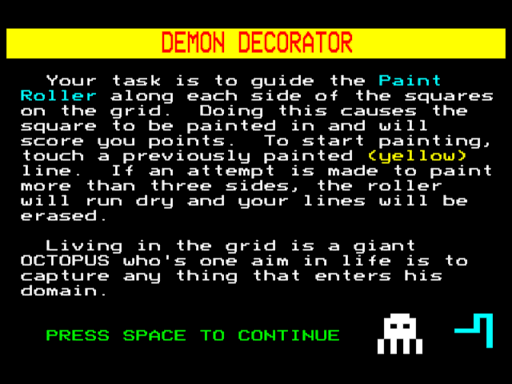 DEMON DECORATOR
Your task is to guide the Paint
Roller along each side of the squares
on the grid. Doing this causes the
square to be painted in and will
score you points. To start painting,
touch a previously painted (yellow)
line. If an attempt is made to paint
more than three sides, the roller
will run dry and your lines will be
erased.
Living in the grid is a giant
OCTOPUS who's one aim in life is to
capture any thing that enters his
domain.
PRESS SPACE TO CONTINUE